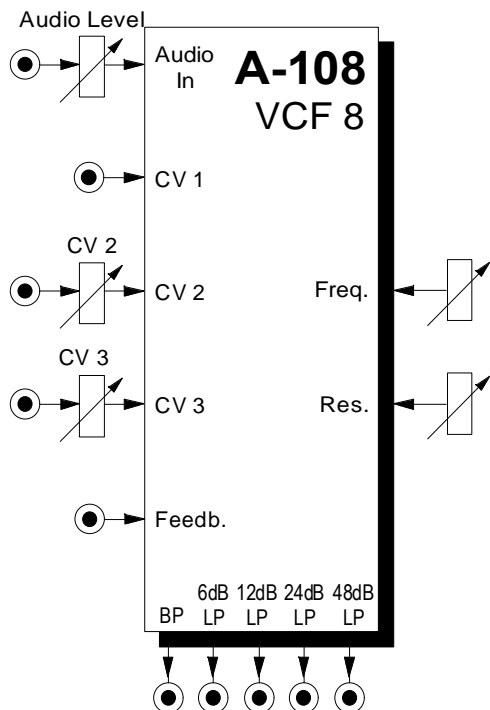 Audio Level
Audio
In
A-108
VCF 8
CV 1
CV 2
CV 2
Freq.
CV 3
CV 3
Res.
Feedb.
6dB 12dB 24dB 48dB
BP LP LP LP LP